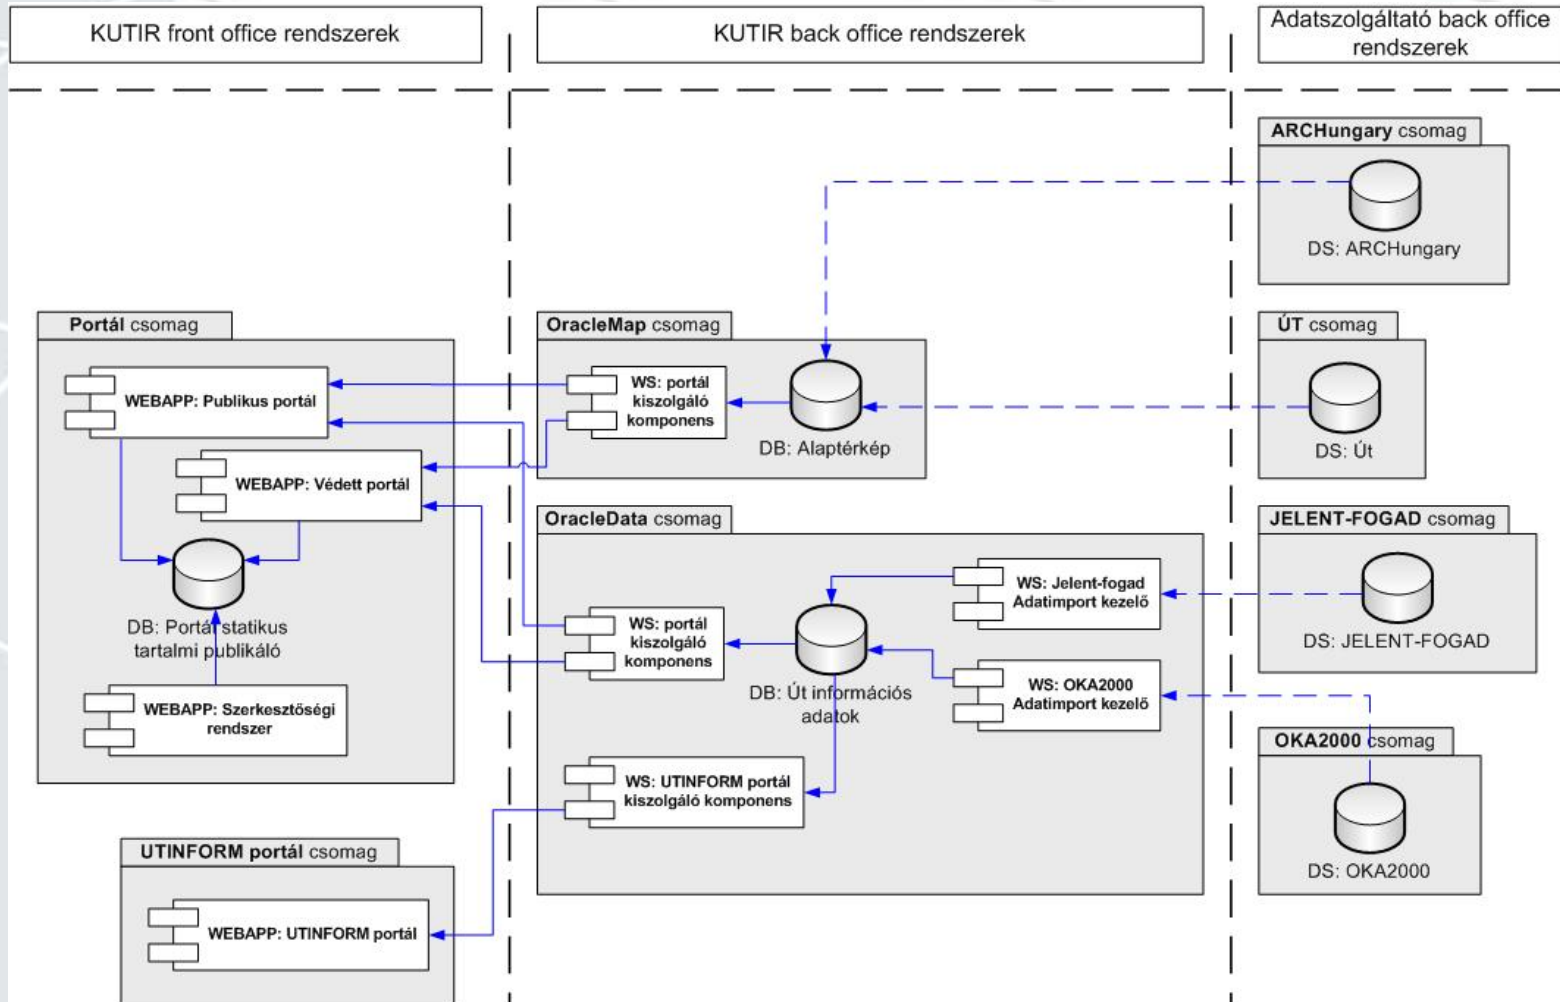 KUTIR front office rendszerek
KUTIR back office rendszerek
Adatszolgáltató back office
rendszerek
ARCHungary csomag
DS: ARCHungary
Portál csomag
WEBAPP: Publikus portál
WEBAPP: Védett portál
DB: Portál statikus
tartalmi publikáló
WEBAPP: Szerkesztőségi
rendszer
OracleMap csomag
WS: portál
kiszolgáló
komponens
DB: Alaptérkép
ÚT csomag
DS: Út
OracleData csomag
WS: Jelent-fogad
Adatimport kezelő
WS: portál
kiszolgáló
komponens
DB: Út információs
adatok
WS: OKA2000
Adatimport kezelő
WS: UTINFORM portál
kiszolgáló komponens
JELENT-FOGAD csomag
DS: JELENT-FOGAD
OKA2000 csomag
DS: OKA2000
UTINFORM portál csomag
WEBAPP: UTINFORM portál